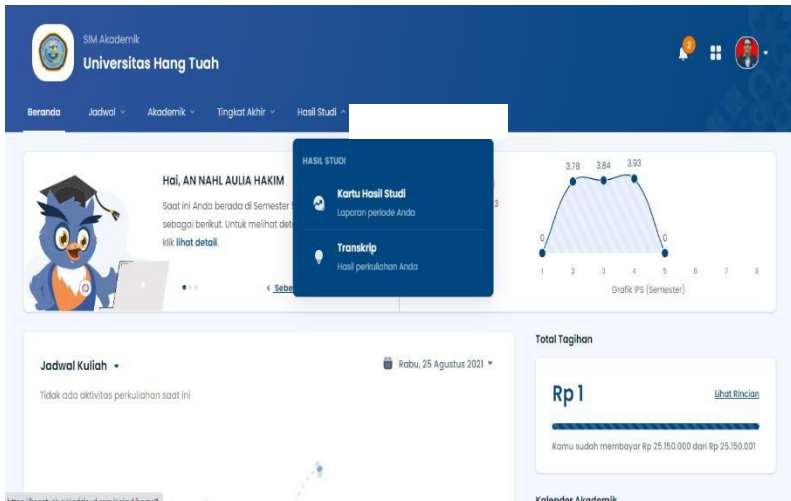 SIM Akademik
Universitas Hang Tuah
2
Beranda
Jadwal
Akademik
Tingkat Akhir
Hasil Studi
HASIL STUDI
Kartu Hasil Studi
Laporan periode Anda
Transkrip
Hasil perkuliahan Anda
Hai, AN NAHL AULIA HAKIM
Saat ini Anda berada di Semester
sebagai berikut. Untuk melihat det
klik lihat detail.
< Sebe
3
3.78 3.84 3.93
0 0
1 2 3 4 5 6 7 8
Grafik IPS (Semester)
Jadwal Kuliah
Rabu, 25 Agustus 2021
Tidak ada aktivitas perkuliahan saat ini
Total Tagihan
Rp 1
Lihat Rincian
Kamu sudah membayar Rp 25.150.000 dari Rp 25.150.001
Kalender Akademik